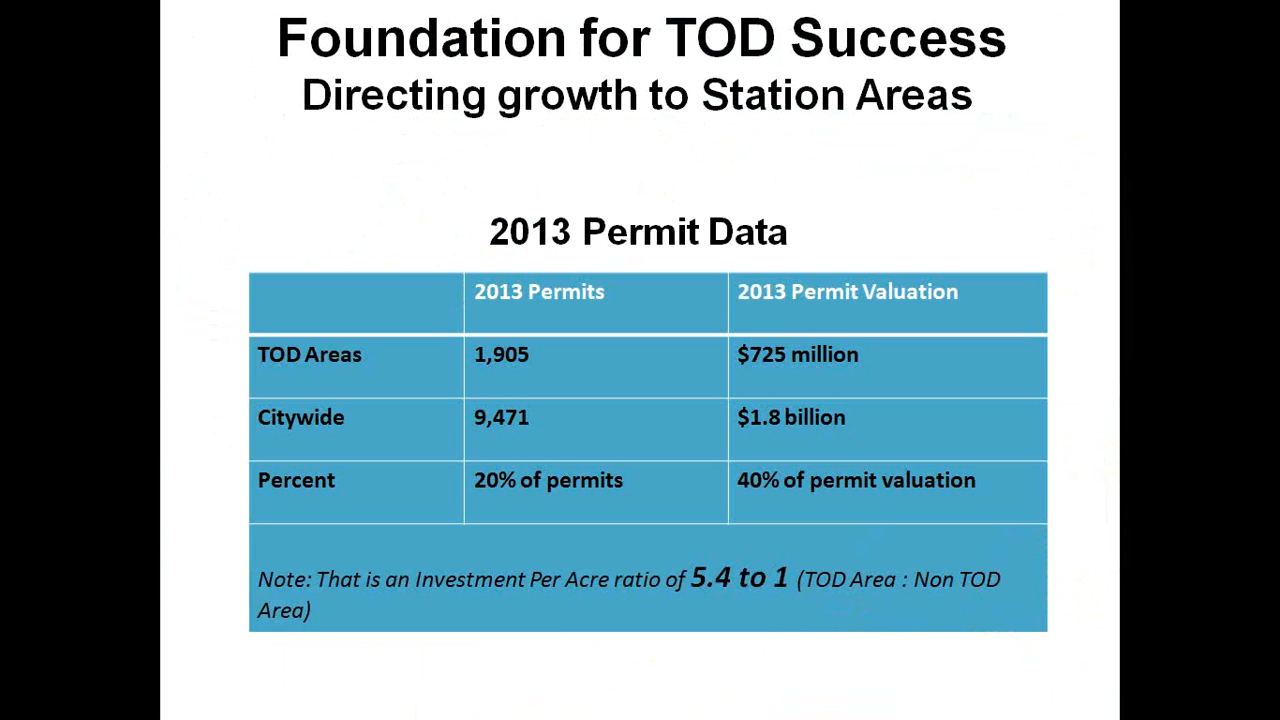 Foundation for TOD Success
Directing growth to Station Areas
2013 Permit Data
2013 Permits 2013 Permit Valuation
TOD Areas 1,905 $725 million
Citywide 9,471 $1.8 billion
Percent 20% of permits 40% of permit valuation
Note: That is an Investment Per Acre ratio of 5.4 to 1 (TOD Area : Non TOD
Area)